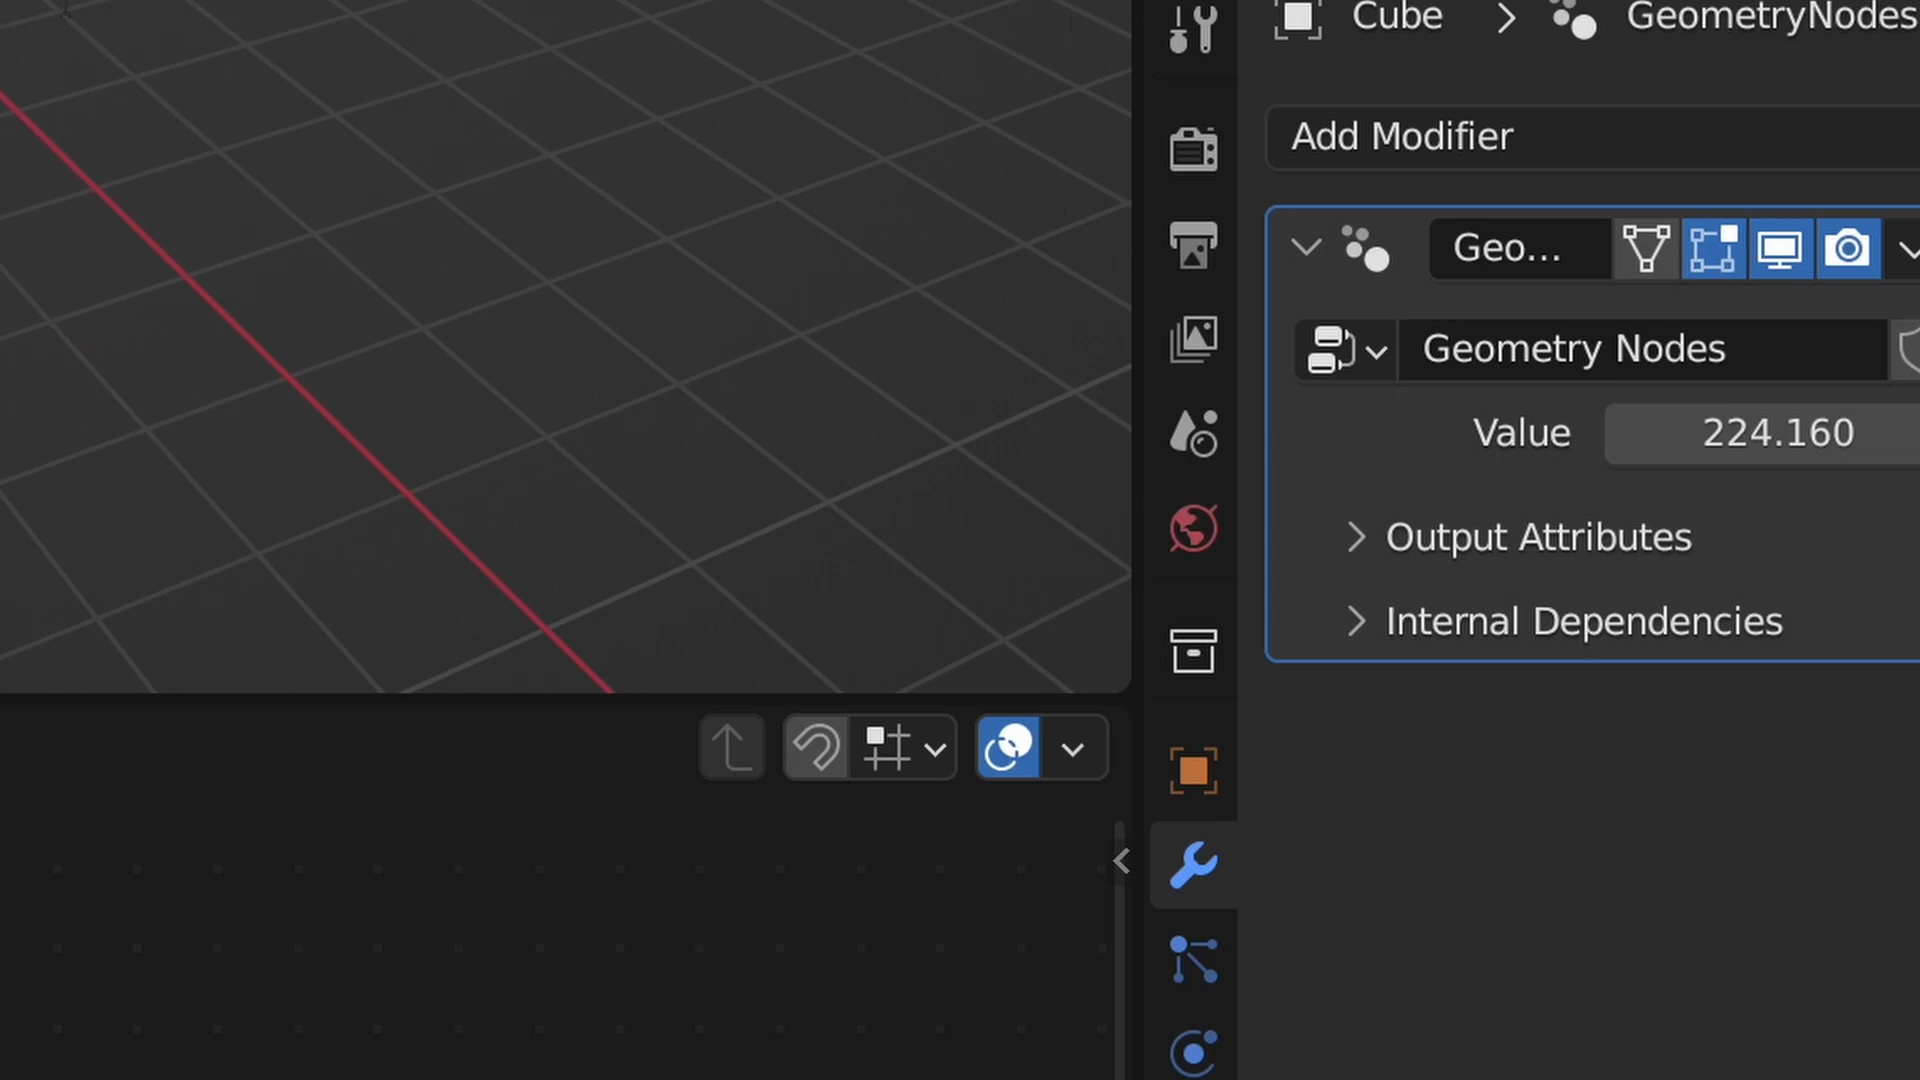 Cube > GeometryNodes
Add Modifier
Geo...
Geometry Nodes
Value 224.160
Output Attributes
Internal Dependencies